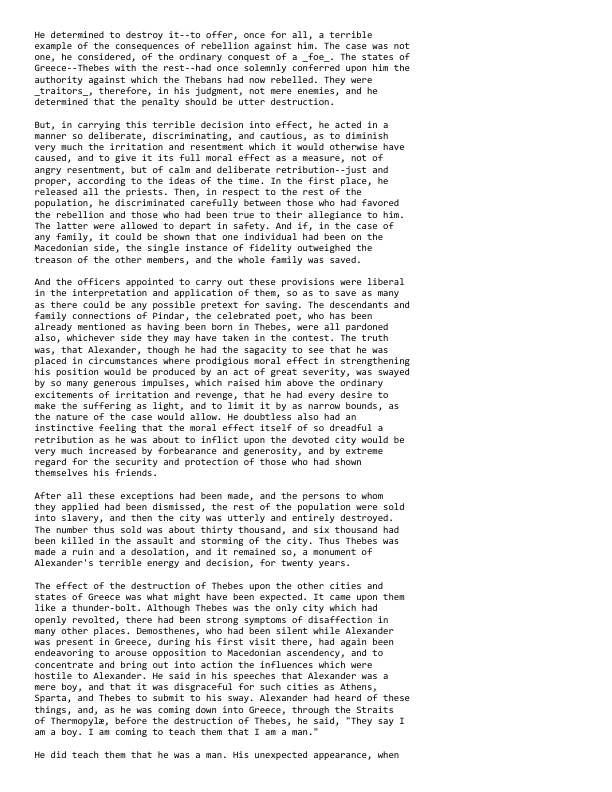 He determined to destroy it--to offer, once for all, a terrible
example of the consequences of rebellion against him. The case was not
one, he considered, of the ordinary conquest of a _foe_. The states of
Greece--Thebes with the rest--had once solemnly conferred upon him the
authority against which the Thebans had now rebelled. They were
_traitors_, therefore, in his judgment, not mere enemies, and he
determined that the penalty should be utter destruction.

But, in carrying this terrible decision into effect, he acted in a
manner so deliberate, discriminating, and cautious, as to diminish
very much the irritation and resentment which it would otherwise have
caused, and to give it its full moral effect as a measure, not of
angry resentment, but of calm and deliberate retribution--just and
proper, according to the ideas of the time. In the first place, he
released all the priests. Then, in respect to the rest of the
population, he discriminated carefully between those who had favored
the rebellion and those who had been true to their allegiance to him.
The latter were allowed to depart in safety. And if, in the case of
any family, it could be shown that one individual had been on the
Macedonian side, the single instance of fidelity outweighed the
treason of the other members, and the whole family was saved.

And the officers appointed to carry out these provisions were liberal
in the interpretation and application of them, so as to save as many
as there could be any possible pretext for saving. The descendants and
family connections of Pindar, the celebrated poet, who has been
already mentioned as having been born in Thebes, were all pardoned
also, whichever side they may have taken in the contest. The truth
was, that Alexander, though he had the sagacity to see that he was
placed in circumstances where prodigious moral effect in strengthening
his position would be produced by an act of great severity, was swayed
by so many generous impulses, which raised him above the ordinary
excitements of irritation and revenge, that he had every desire to
make the suffering as light, and to limit it by as narrow bounds, as
the nature of the case would allow. He doubtless also had an
instinctive feeling that the moral effect itself of so dreadful a
retribution as he was about to inflict upon the devoted city would be
very much increased by forbearance and generosity, and by extreme
regard for the security and protection of those who had shown
themselves his friends.

After all these exceptions had been made, and the persons to whom
they applied had been dismissed, the rest of the population were sold
into slavery, and then the city was utterly and entirely destroyed.
The number thus sold was about thirty thousand, and six thousand had
been killed in the assault and storming of the city. Thus Thebes was
made a ruin and a desolation, and it remained so, a monument of
Alexander's terrible energy and decision, for twenty years.

The effect of the destruction of Thebes upon the other cities and
states of Greece was what might have been expected. It came upon them
like a thunder-bolt. Although Thebes was the only city which had
openly revolted, there had been strong symptoms of disaffection in
many other places. Demosthenes, who had been silent while Alexander
was present in Greece, during his first visit there, had again been
endeavoring to arouse opposition to Macedonian ascendency, and to
concentrate and bring out into action the influences which were
hostile to Alexander. He said in his speeches that Alexander was a
mere boy, and that it was disgraceful for such cities as Athens,
Sparta, and Thebes to submit to his sway. Alexander had heard of these
things, and, as he was coming down into Greece, through the Straits
of Thermopylæ, before the destruction of Thebes, he said, "They say I
am a boy. I am coming to teach them that I am a man."

He did teach them that he was a man. His unexpected appearance, when